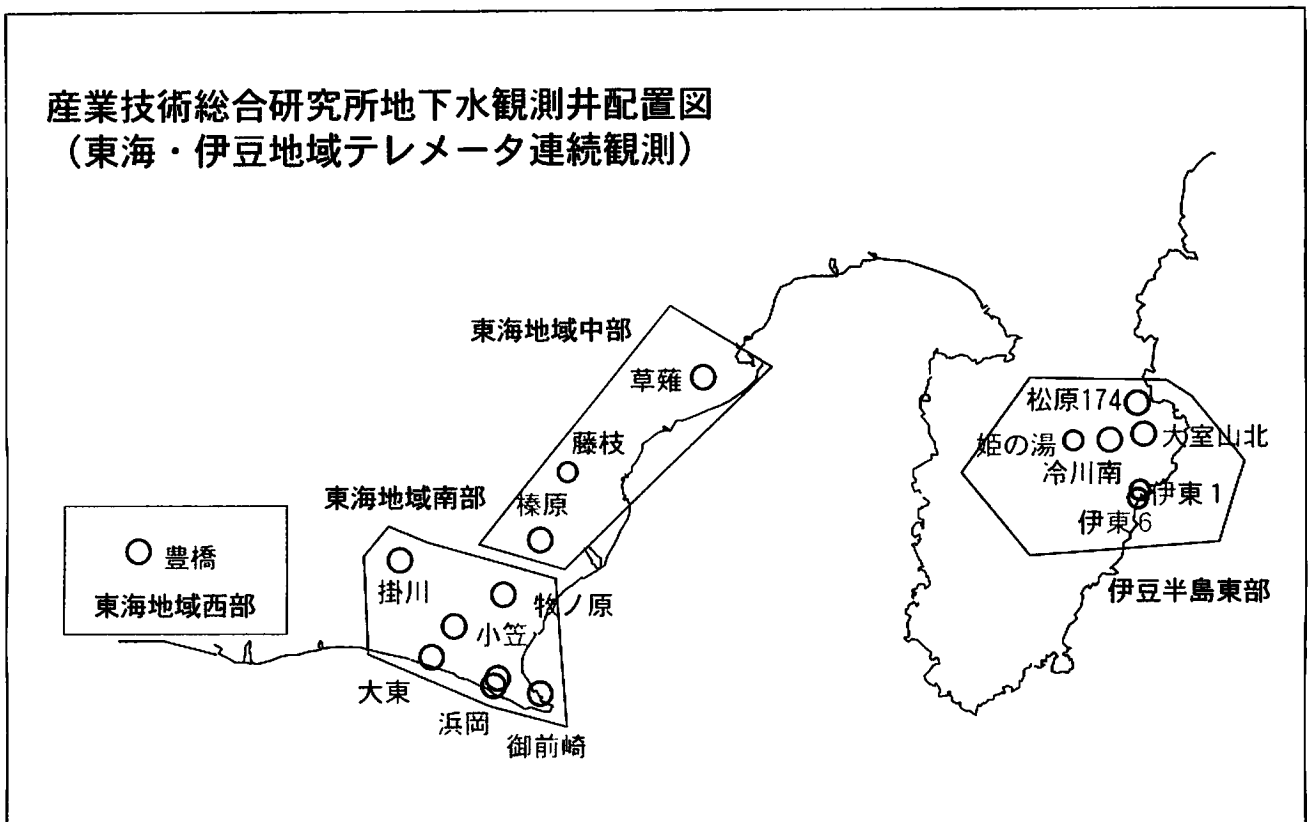 産業技術総合研究所地下水観測井配置図
（東海・伊豆地域テレメータ連続観測）
東海地域中部
草薙
藤枝
榛原
東海地域南部
掛川
牧ノ原
小笠
大東
浜岡
御前崎
豊橋
東海地域西部
松原174
姫の湯
大室山北
冷川南
伊東1
伊東6
伊豆半島東部